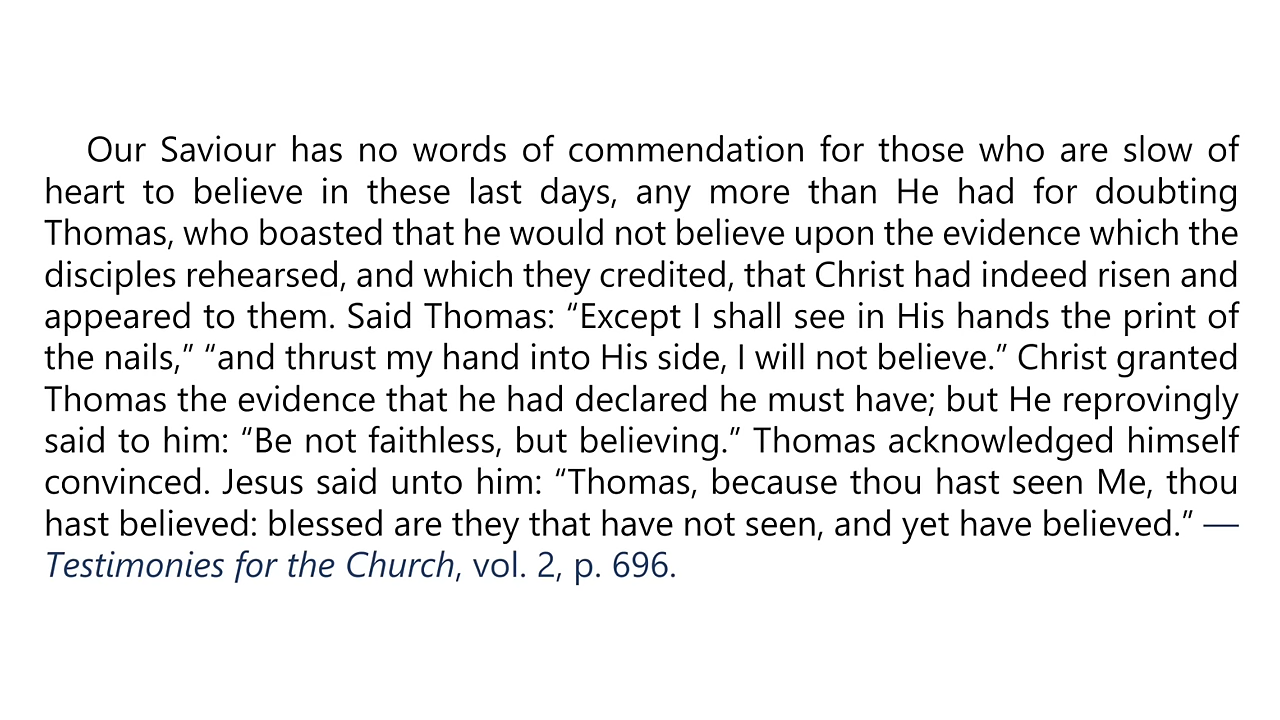 Our Saviour has no words of commendation for those who are slow of
heart to believe in these last days, any more than He had for doubting
Thomas, who boasted that he would not believe upon the evidence which the
disciples rehearsed, and which they credited, that Christ had indeed risen and
appeared to them. Said Thomas: “Except I shall see in His hands the print of
the nails,” “and thrust my hand into His side, I will not believe.” Christ granted
Thomas the evidence that he had declared he must have; but He reprovingly
said to him: “Be not faithless, but believing.” Thomas acknowledged himself
convinced. Jesus said unto him: “Thomas, because thou hast seen Me, thou
hast believed: blessed are they that have not seen, and yet have believed.” —
Testimonies for the Church, vol. 2, p. 696.